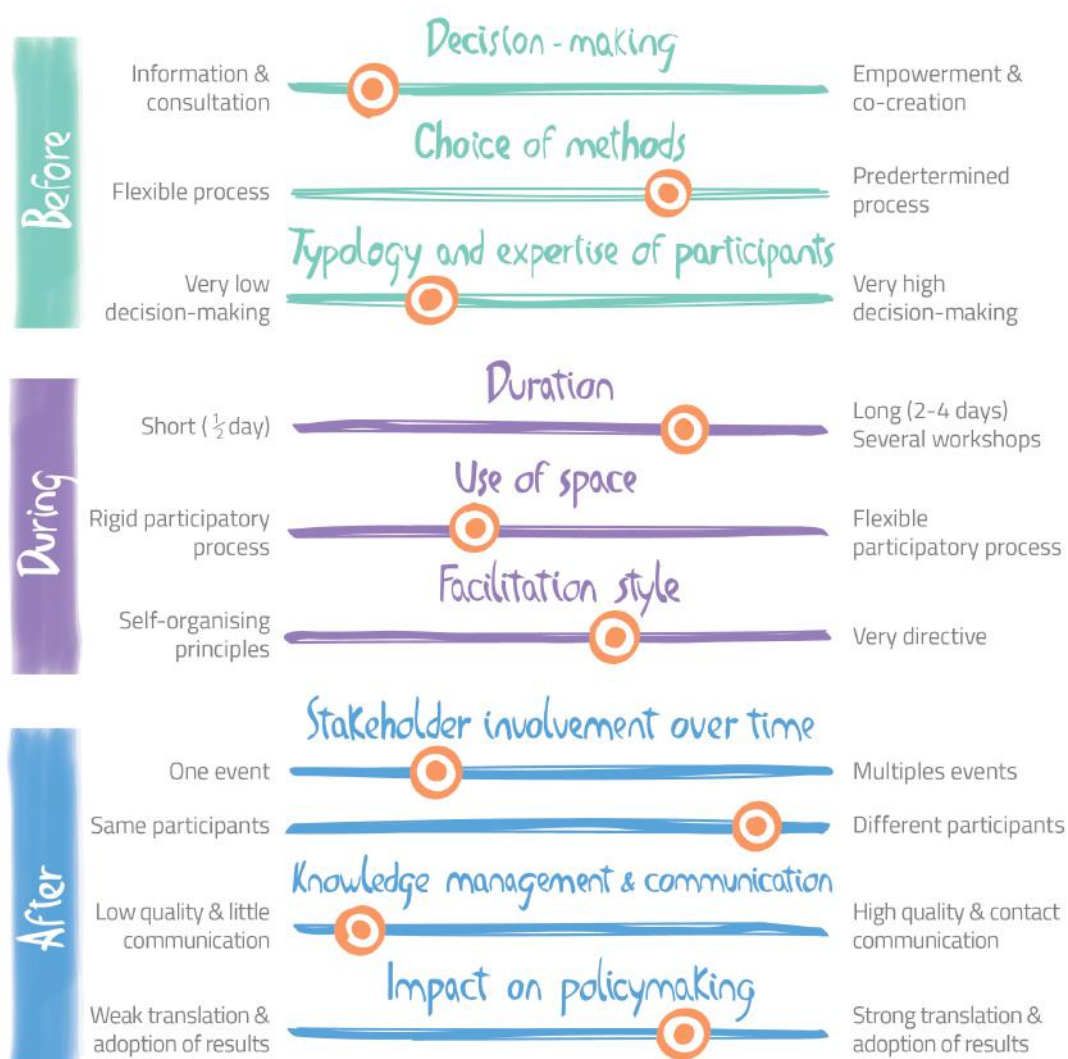 Before
Decision-making
Information &
consultation
Empowerment &
co-creation
Choice of methods
Flexible process
Predertermined
process
Typology and expertise of participants
Very low
decision-making
Very high
decision-making
During
Duration
Short (½ day)
Long (2-4 days)
Several workshops
Use of space
Rigid participatory
process
Flexible
participatory process
Facilitation style
Self-organising
principles
Very directive
After
Stakeholder involvement over time
One event
Multiples events
Same participants
Different participants
Knowledge management & communication
Low quality & little
communication
High quality & contact
communication
Impact on policymaking
Weak translation &
adoption of results
Strong translation &
adoption of results